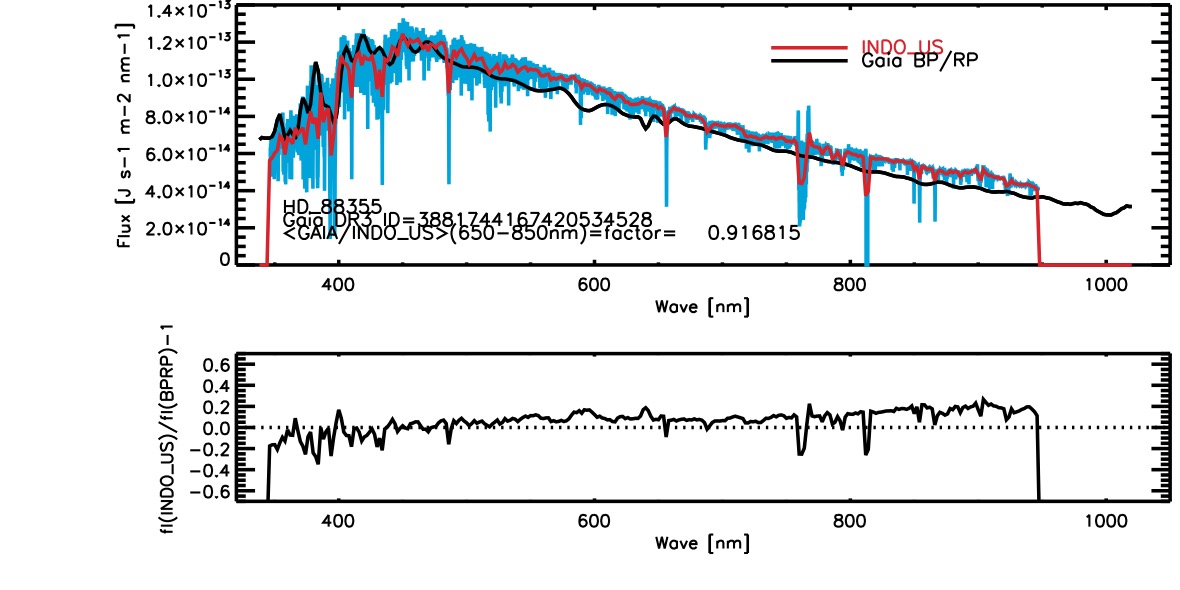 1.4×10−13
1.2×10−13
1.0×10−13
8.0×10−14
6.0×10−14
4.0×10−14
2.0×10−14
0
Flux [J s−1 m−2 nm−1]
INDO_US
Gaia BP/RP
HD_88355
Gaia DR3 ID=3881744167420534528
<GAIA/INDO_US>(650−850nm)=factor= 0.916815
400 600 800 1000
Wave [nm]
fl(INDO_US)/fl(BPRP)−1
0.6
0.4
0.2
0.0
−0.2
−0.4
−0.6
400 600 800 1000
Wave [nm]